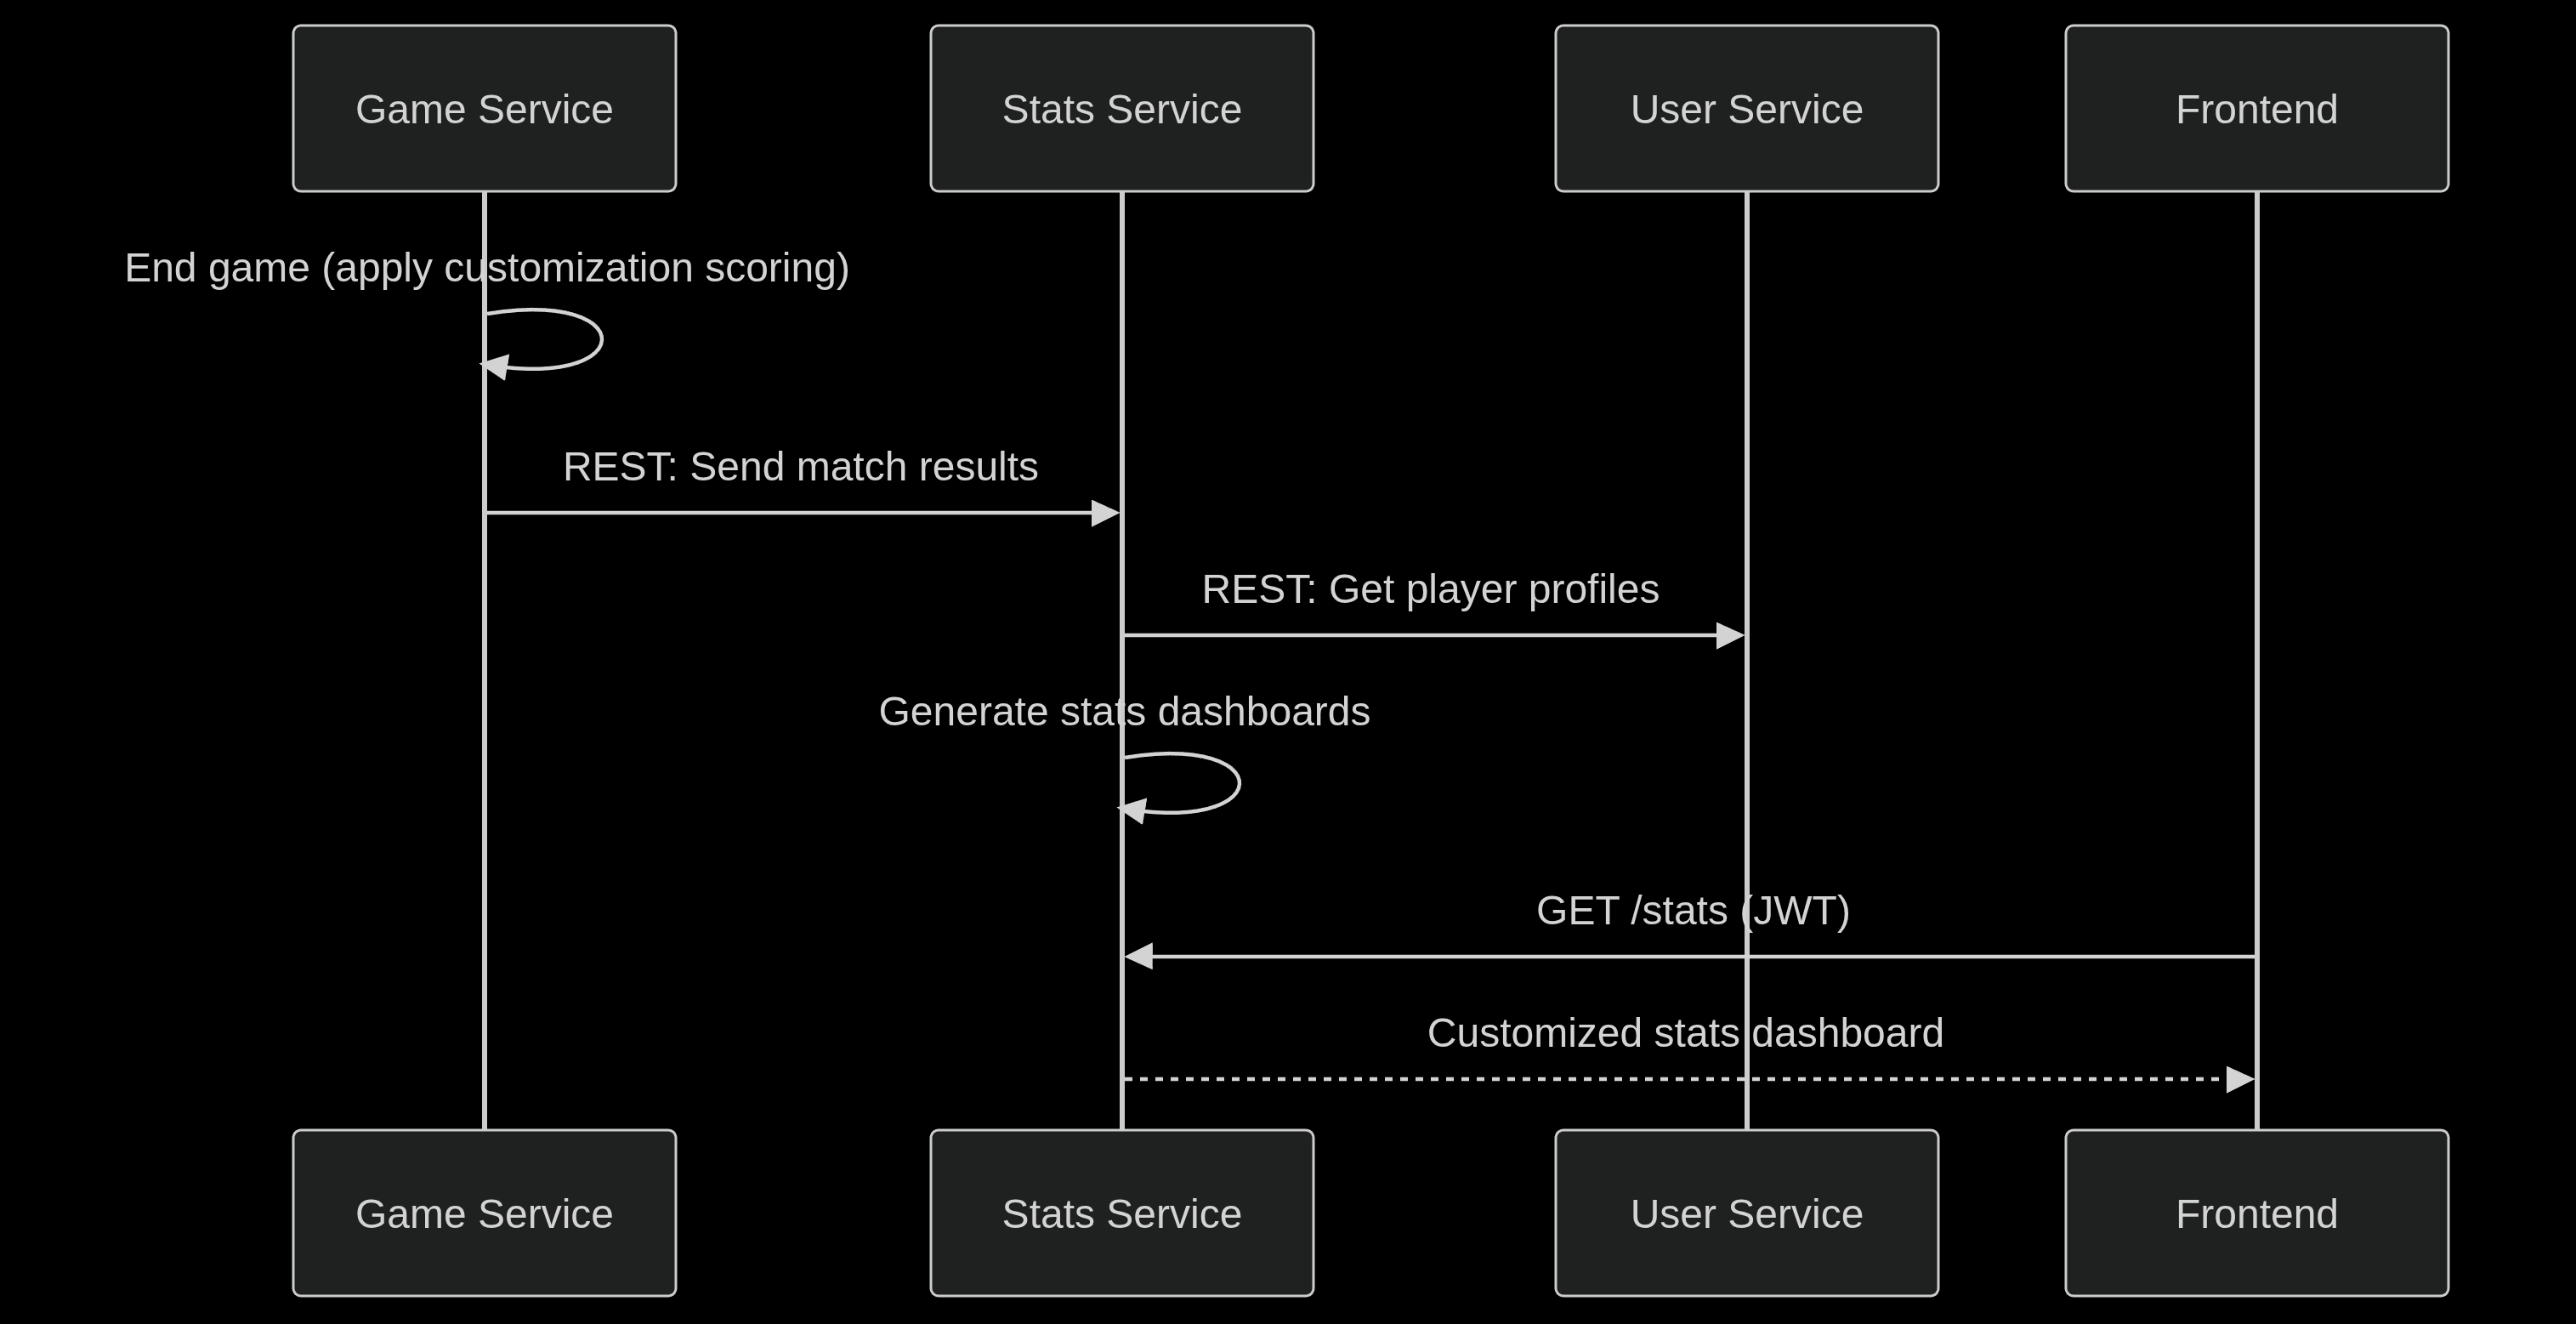 Game Service
Stats Service
User Service
Frontend
End game (apply customization scoring)
REST: Send match results
REST: Get player profiles
Generate stats dashboards
GET /stats (JWT)
Customized stats dashboard
Game Service
Stats Service
User Service
Frontend